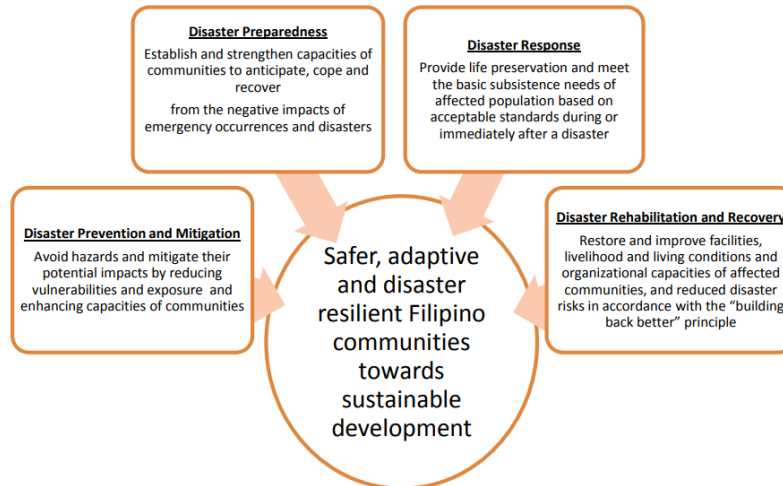 Disaster Preparedness
Establish and strengthen capacities of
communities to anticipate, cope and
recover
from the negative impacts of
emergency occurrences and disasters
Disaster Response
Provide life preservation and meet
the basic subsistence needs of
affected population based on
acceptable standards during or
immediately after a disaster
Disaster Prevention and Mitigation
Avoid hazards and mitigate their
potential impacts by reducing
vulnerabilities and exposure and
enhancing capacities of communities
Safer, adaptive
and disaster
resilient Filipino
communities
towards
sustainable
development
Disaster Rehabilitation and Recovery
Restore and improve facilities,
livelihood and living conditions and
organizational capacities of affected
communities, and reduced disaster
risks in accordance with the “building
back better” principle